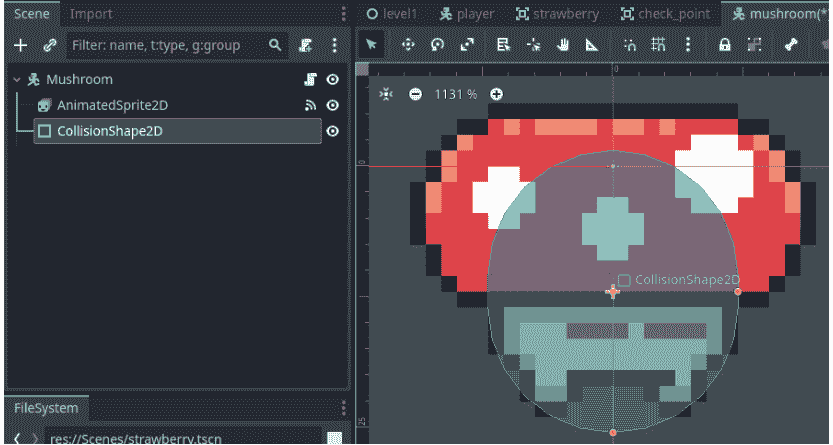 Scene Import
level1 player strawberry check_point mushroom(*
Filter: name, t:type, g:group
Mushroom
1131 %
AnimatedSprite2D
CollisionShape2D
0
0
CollisionShape2D
FileSystem
25
res://Scenes/strawberry.tscn